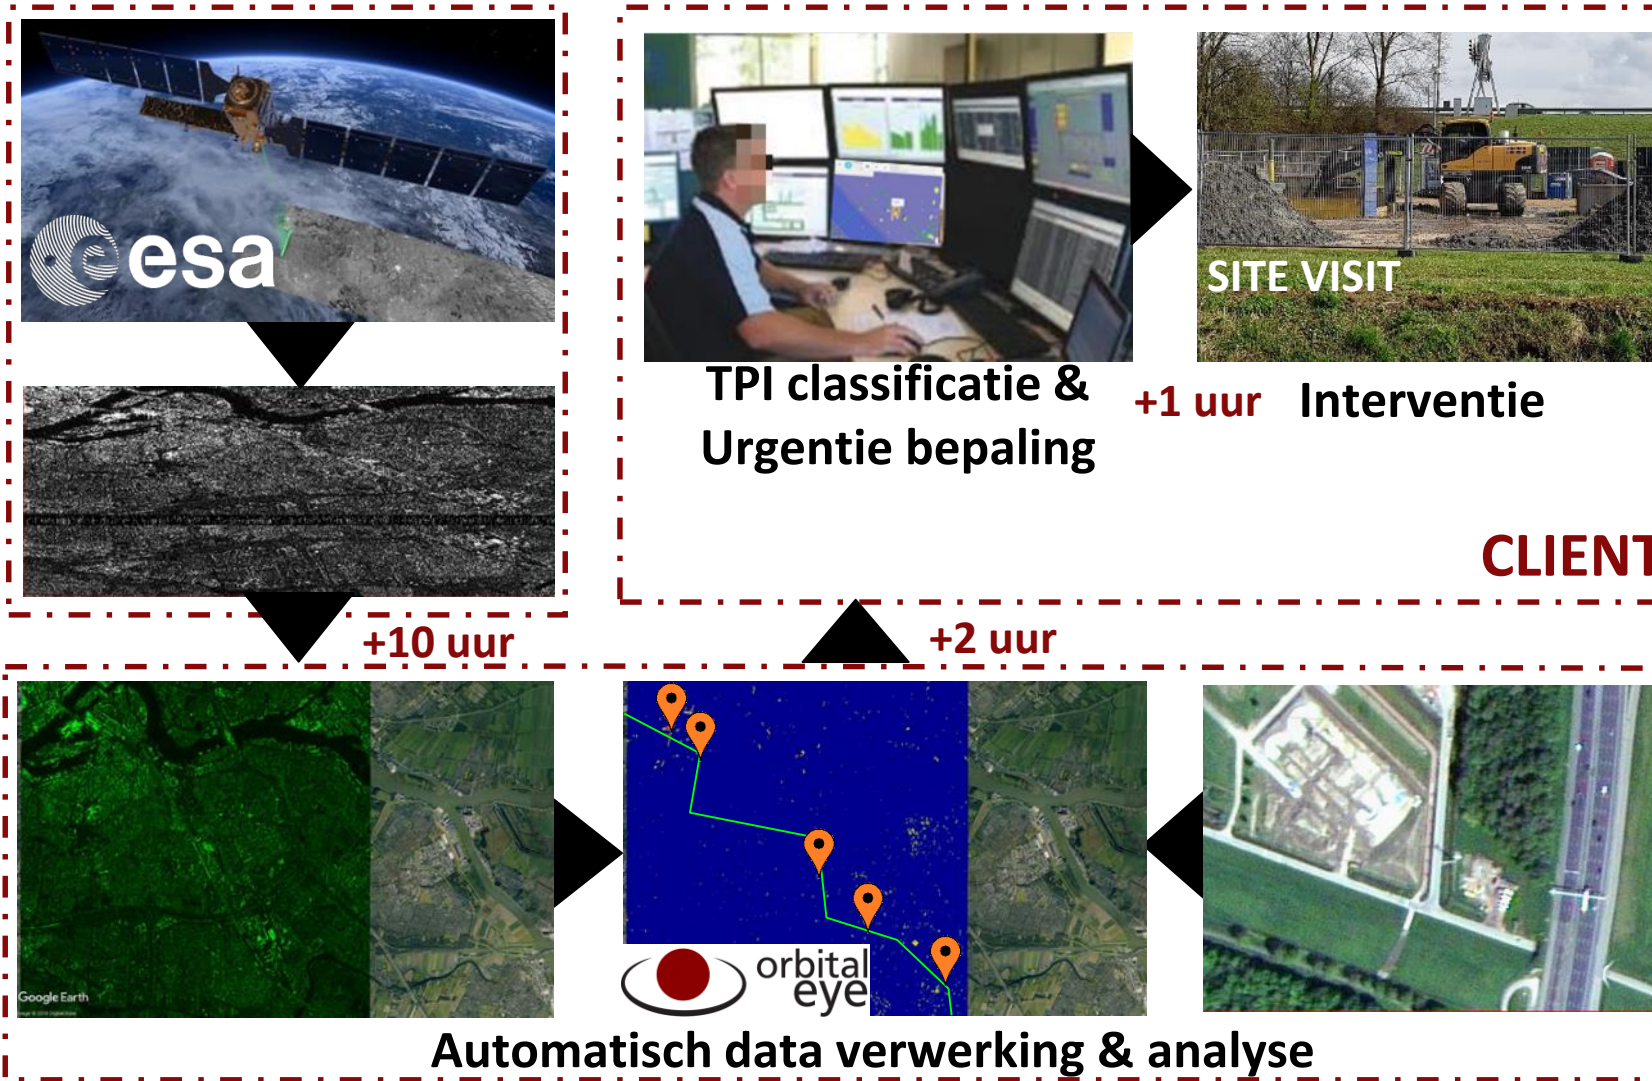 esa
TPI classificatie &
Urgentie bepaling
+1 uur
SITE VISIT
Interventie
CLIENT
+10 uur
+2 uur
Google Earth
orbital
eye
Automatisch data verwerking & analyse